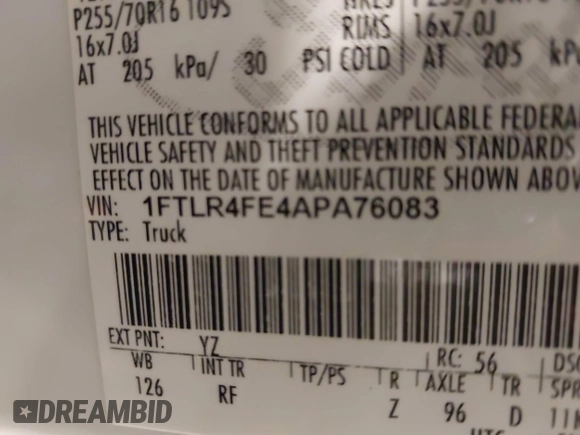 P255/70R16 109S
16x7.0J
RIMS 16x7.0J
AT 205 kPa/ 30 PSI COLD AT 205
THIS VEHICLE CONFORMS TO ALL APPLICABLE FEDERA
VEHICLE SAFETY AND THEFT PREVENTION STANDARDS
EFFECT ON THE DATE OF MANUFACTURE SHOWN ABOV
VIN: 1FTLR4FE4APA76083
TYPE: Truck
EXT PNT: YZ RC: 56 DSO
WB INT TR TP/PS R AXLE TR SPR
126 RF Z 96 D
DREAMBID